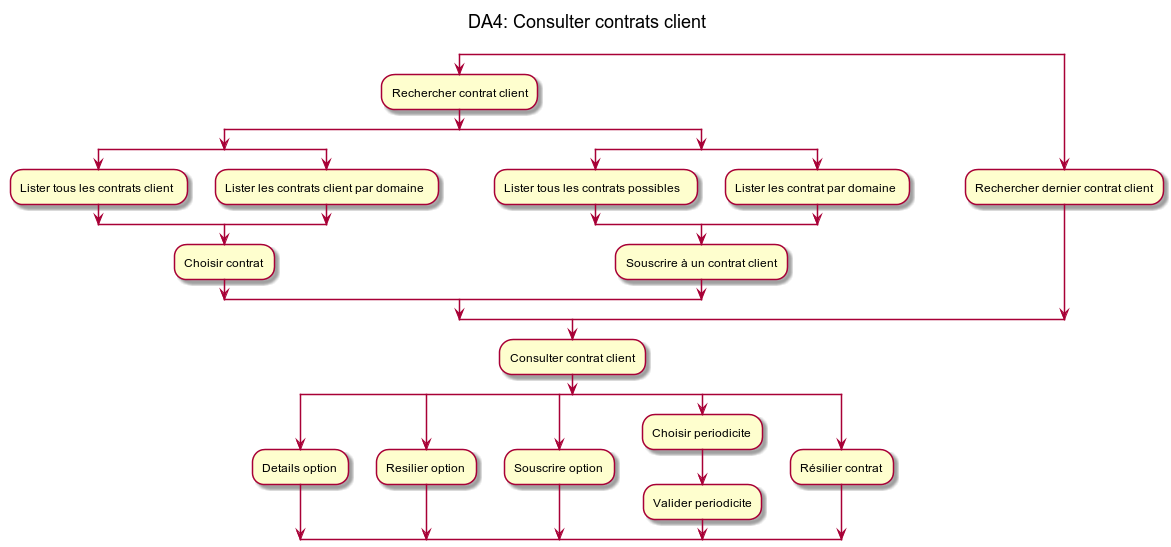 DA4: Consulter contrats client
Rechercher contrat client
Lister tous les contrats client
Lister les contrats client par domaine
Lister tous les contrats possibles
Lister les contrat par domaine
Rechercher dernier contrat client
Choisir contrat
Souscrire à un contrat client
Consulter contrat client
Choisir periodicite
Details option
Resilier option
Souscrire option
Résilier contrat
Valider periodicite